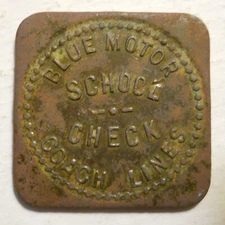 BLUE MOTOR
SCHOOL
CHECK
COACH LINES